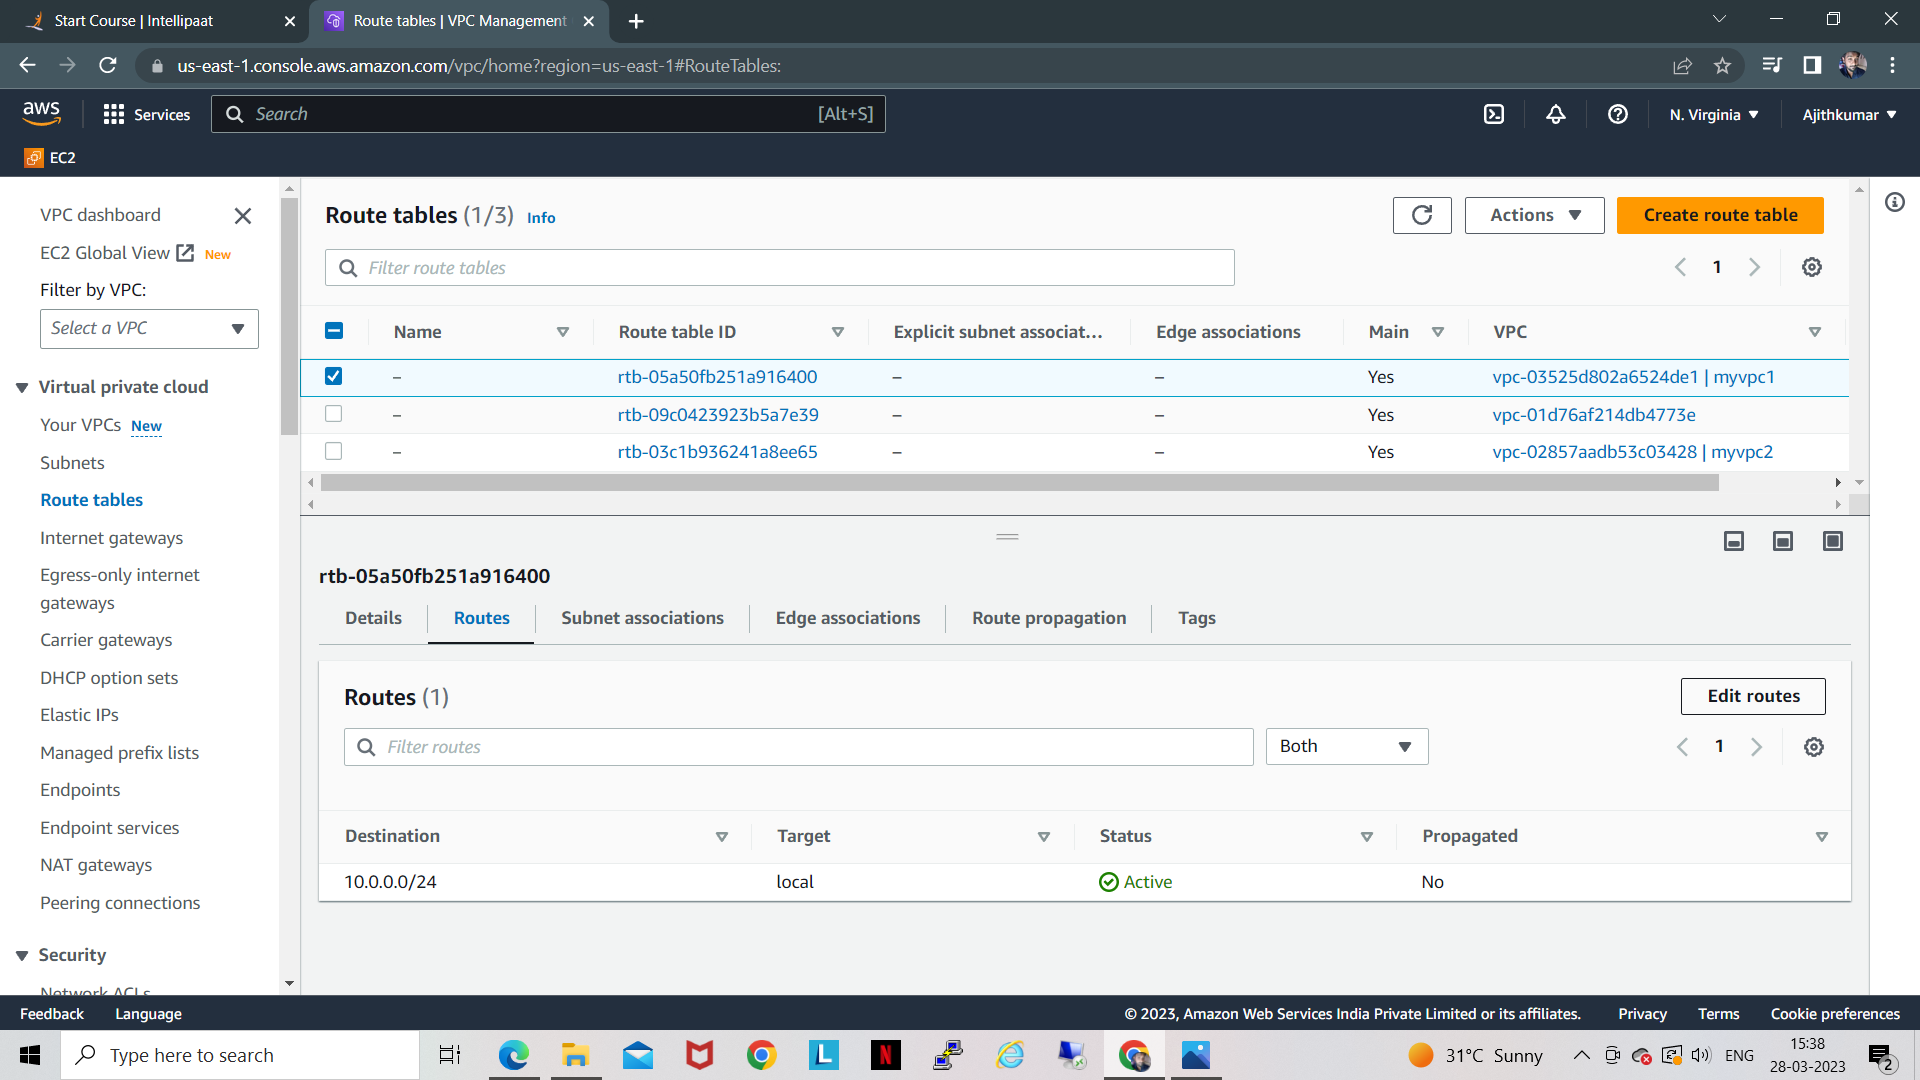 Start Course | Intellipaat
Route tables | VPC Management
us-east-1.console.aws.amazon.com/vpc/home?region=us-east-1#RouteTables:
aws
Services
Search
[Alt+S]
N. Virginia
Ajithkumar
EC2
VPC dashboard
EC2 Global View New
Filter by VPC:
Select a VPC
Virtual private cloud
Your VPCs New
Subnets
Route tables
Internet gateways
Egress-only internet
gateways
Carrier gateways
DHCP option sets
Elastic IPs
Managed prefix lists
Endpoints
Endpoint services
NAT gateways
Peering connections
Security
Network ACLs
Route tables (1/3) Info
Actions
Create route table
Filter route tables
1
Name Route table ID Explicit subnet associat... Edge associations Main VPC
– rtb-05a50fb251a916400 – – Yes vpc-03525d802a6524de1 | myvpc1
– rtb-09c0423923b5a7e39 – – Yes vpc-01d76af214db4773e
– rtb-03c1b936241a8ee65 – – Yes vpc-02857aadb53c03428 | myvpc2
rtb-05a50fb251a916400
Details Routes Subnet associations Edge associations Route propagation Tags
Routes (1)
Edit routes
Filter routes
Both
1
Destination Target Status Propagated
10.0.0.0/24 local Active No
Feedback Language
© 2023, Amazon Web Services India Private Limited or its affiliates. Privacy Terms Cookie preferences
Type here to search
L
N
31°C Sunny
ENG
15:38
28-03-2023
2